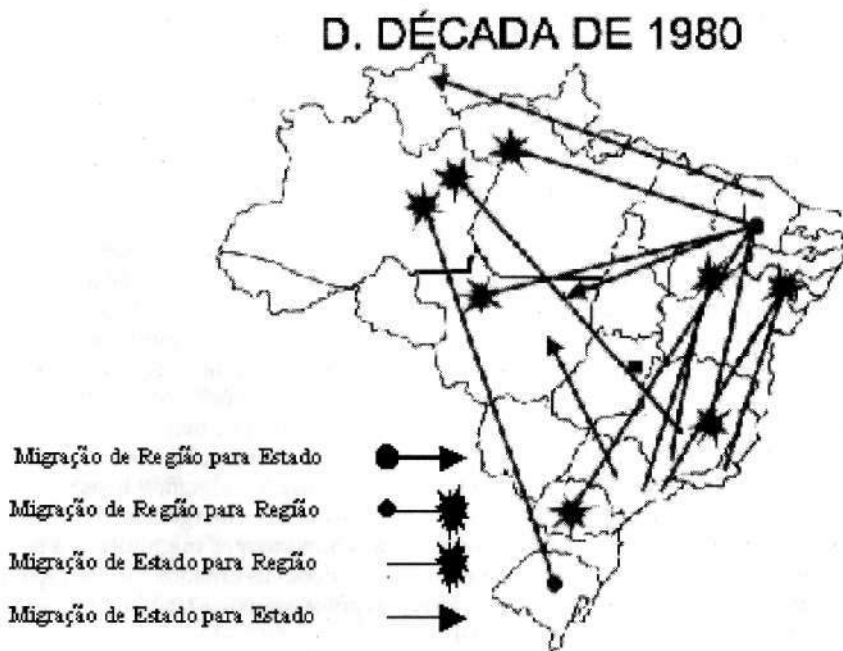 D. DÉCADA DE 1980
Migração de Região para Estado
Migração de Região para Região
Migração de Estado para Região
Migração de Estado para Estado